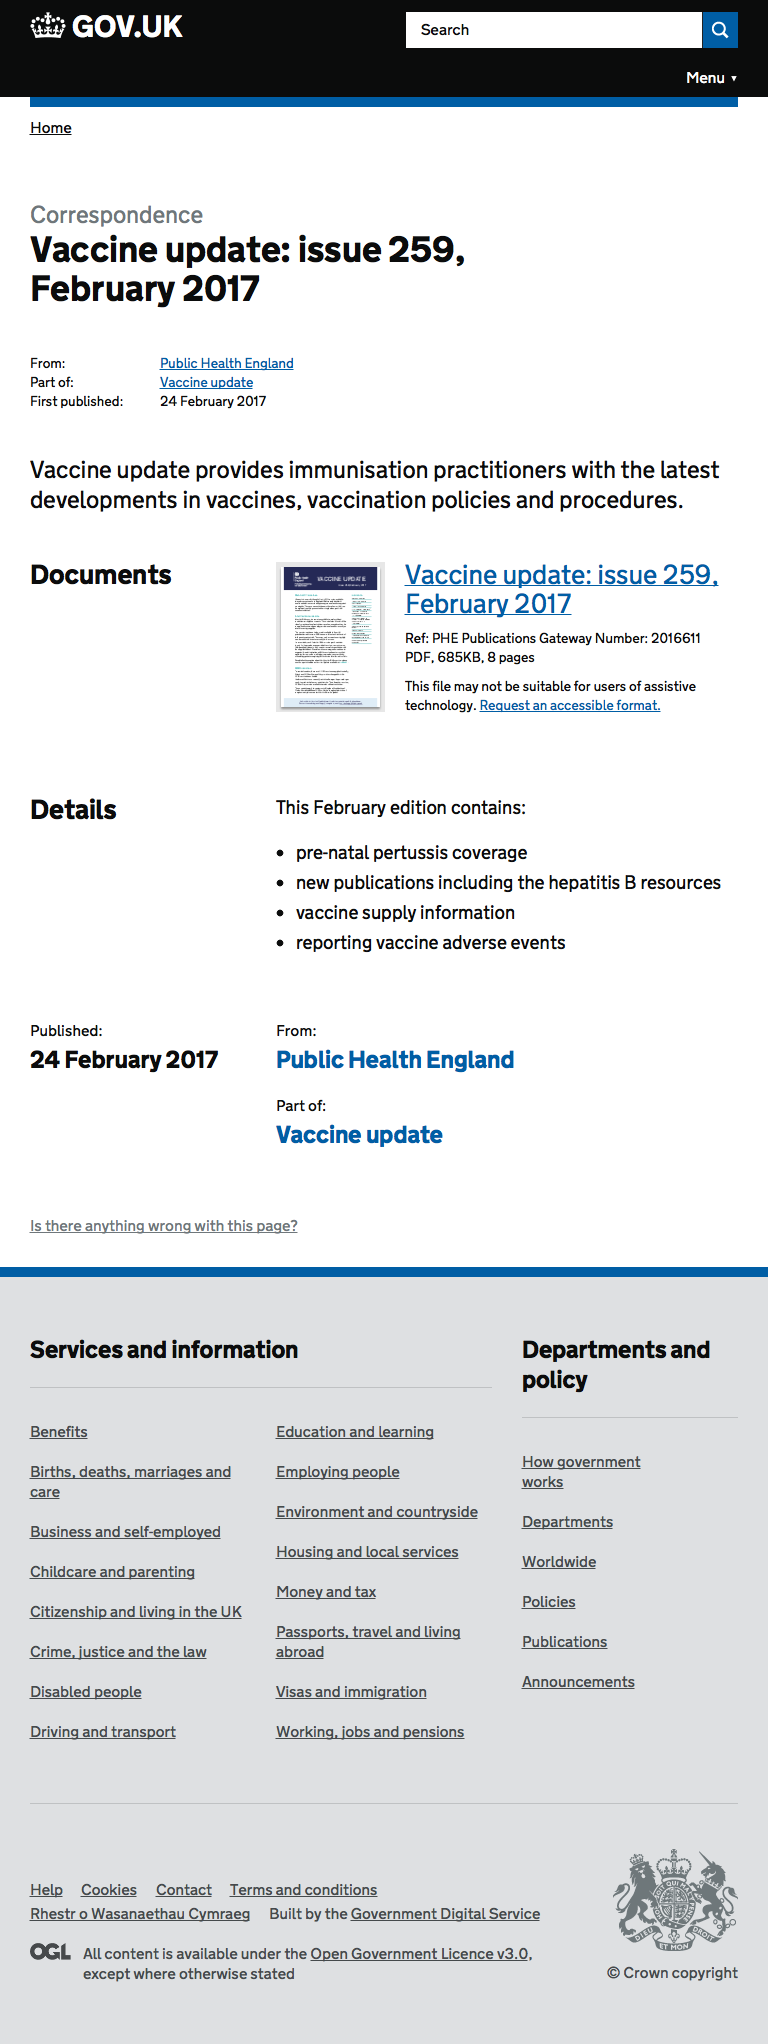 GOV.UK
Search
Menu ▼
Home
Correspondence
Vaccine update: issue 259,
February 2017
From: Public Health England
Part of: Vaccine update
First published: 24 February 2017
Vaccine update provides immunisation practitioners with the latest
developments in vaccines, vaccination policies and procedures.
Documents
VACCINE UPDATE
Vaccine update: issue 259,
February 2017
Ref: PHE Publications Gateway Number: 2016611
PDF, 685KB, 8 pages
This file may not be suitable for users of assistive
technology. Request an accessible format.
Details
This February edition contains:
• pre-natal pertussis coverage
• new publications including the hepatitis B resources
• vaccine supply information
• reporting vaccine adverse events
Published:
24 February 2017
From:
Public Health England
Part of:
Vaccine update
Is there anything wrong with this page?
Services and information
Benefits
Births, deaths, marriages and
care
Business and self-employed
Childcare and parenting
Citizenship and living in the UK
Crime, justice and the law
Disabled people
Driving and transport
Education and learning
Employing people
Environment and countryside
Housing and local services
Money and tax
Passports, travel and living
abroad
Visas and immigration
Working, jobs and pensions
Departments and
policy
How government
works
Departments
Worldwide
Policies
Publications
Announcements
Help Cookies Contact Terms and conditions
Rhestr o Wasanaethau Cymraeg Built by the Government Digital Service
OGL All content is available under the Open Government Licence v3.0,
except where otherwise stated
DIEU ET MON DROIT
© Crown copyright